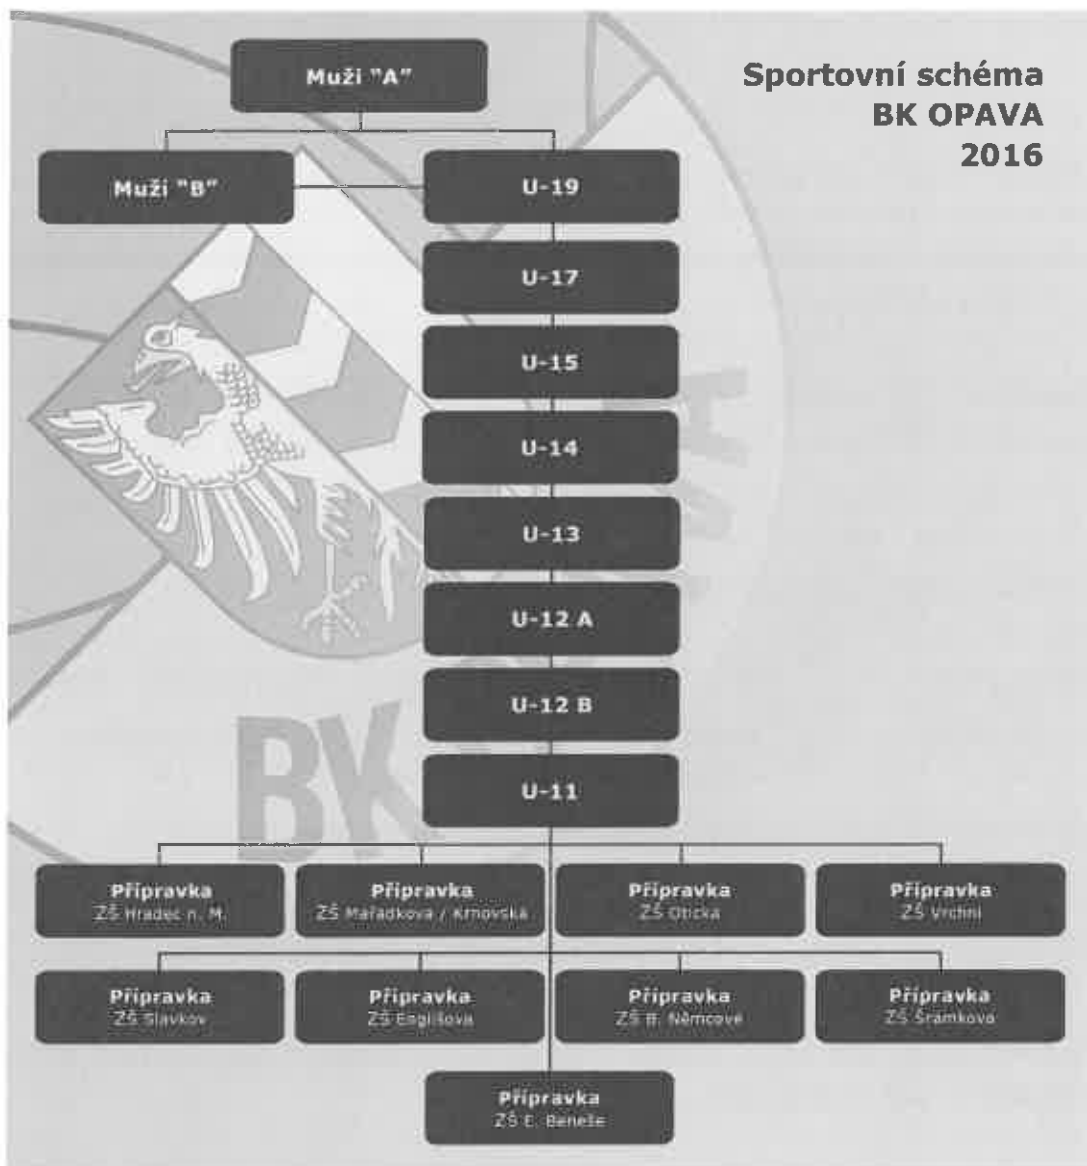 Sportovní schéma
BK OPAVA
2016
Muži "A"
Muži "B"
U-19
U-17
U-15
U-14
U-13
U-12 A
U-12 B
U-11
Přípravka
ZŠ Hradec n. M.
Přípravka
ZŠ Mařádkova / Krnovská
Přípravka
ZŠ Otická
Přípravka
ZŠ Vrchní
Přípravka
ZŠ Slavkov
Přípravka
ZŠ Englišova
Přípravka
ZŠ B. Němcové
Přípravka
ZŠ Šrámkova
Přípravka
ZŠ E. Beneše
BK